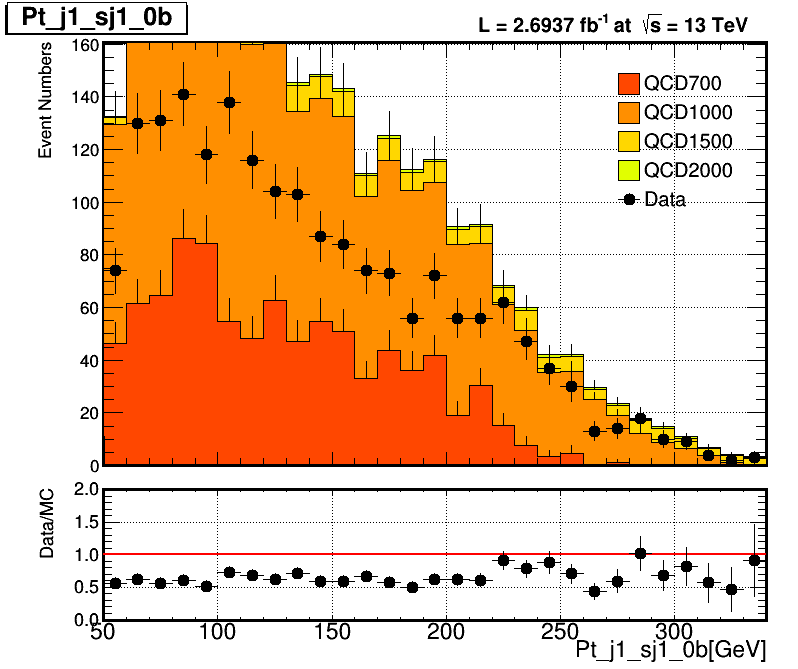 Pt_j1_sj1_0b
L = 2.6937 fb⁻¹ at √s = 13 TeV
Event Numbers
160
140
120
100
80
60
40
20
0
QCD700
QCD1000
QCD1500
QCD2000
Data
Data/MC
2.0
1.5
1.0
0.5
0.0
50 100 150 200 250 300
Pt_j1_sj1_0b[GeV]